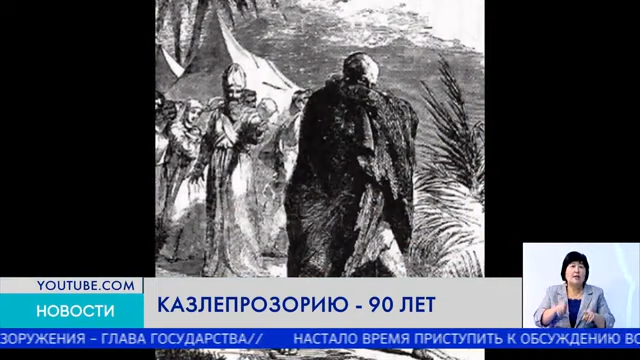 YOUTUBE.COM
НОВОСТИ
КАЗЛЕПРОЗОРИЮ - 90 ЛЕТ
ЗОРУЖЕНИЯ – ГЛАВА ГОСУДАРСТВА//
НАСТАЛО ВРЕМЯ ПРИСТУПИТЬ К ОБСУЖДЕНИЮ ВО